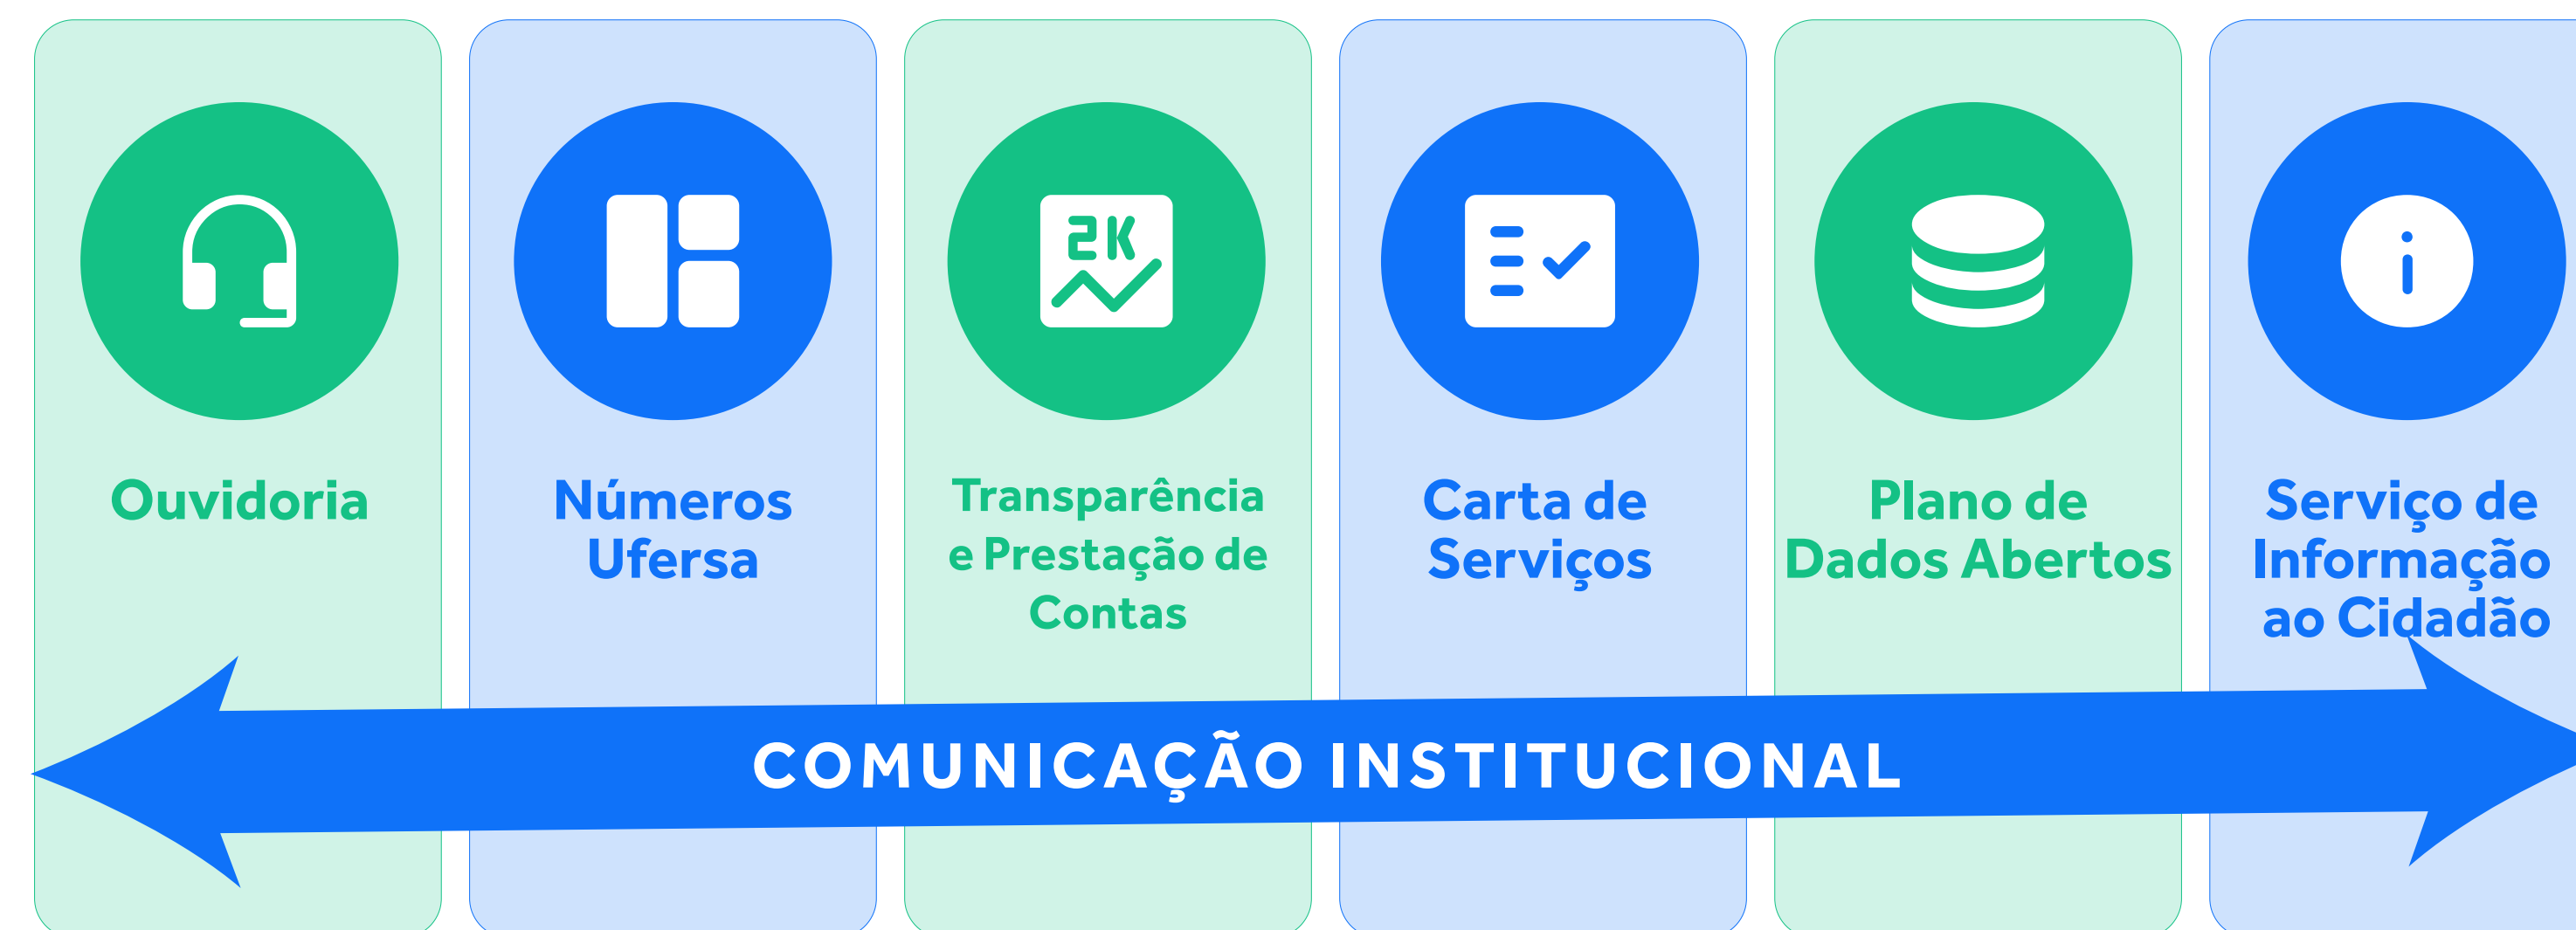 Ouvidoria
Números
Ufersa
2K
Transparência
e Prestação de
Contas
Carta de
Serviços
Plano de
Dados Abertos
Serviço de
Informação
ao Cidadão
COMUNICAÇÃO INSTITUCIONAL